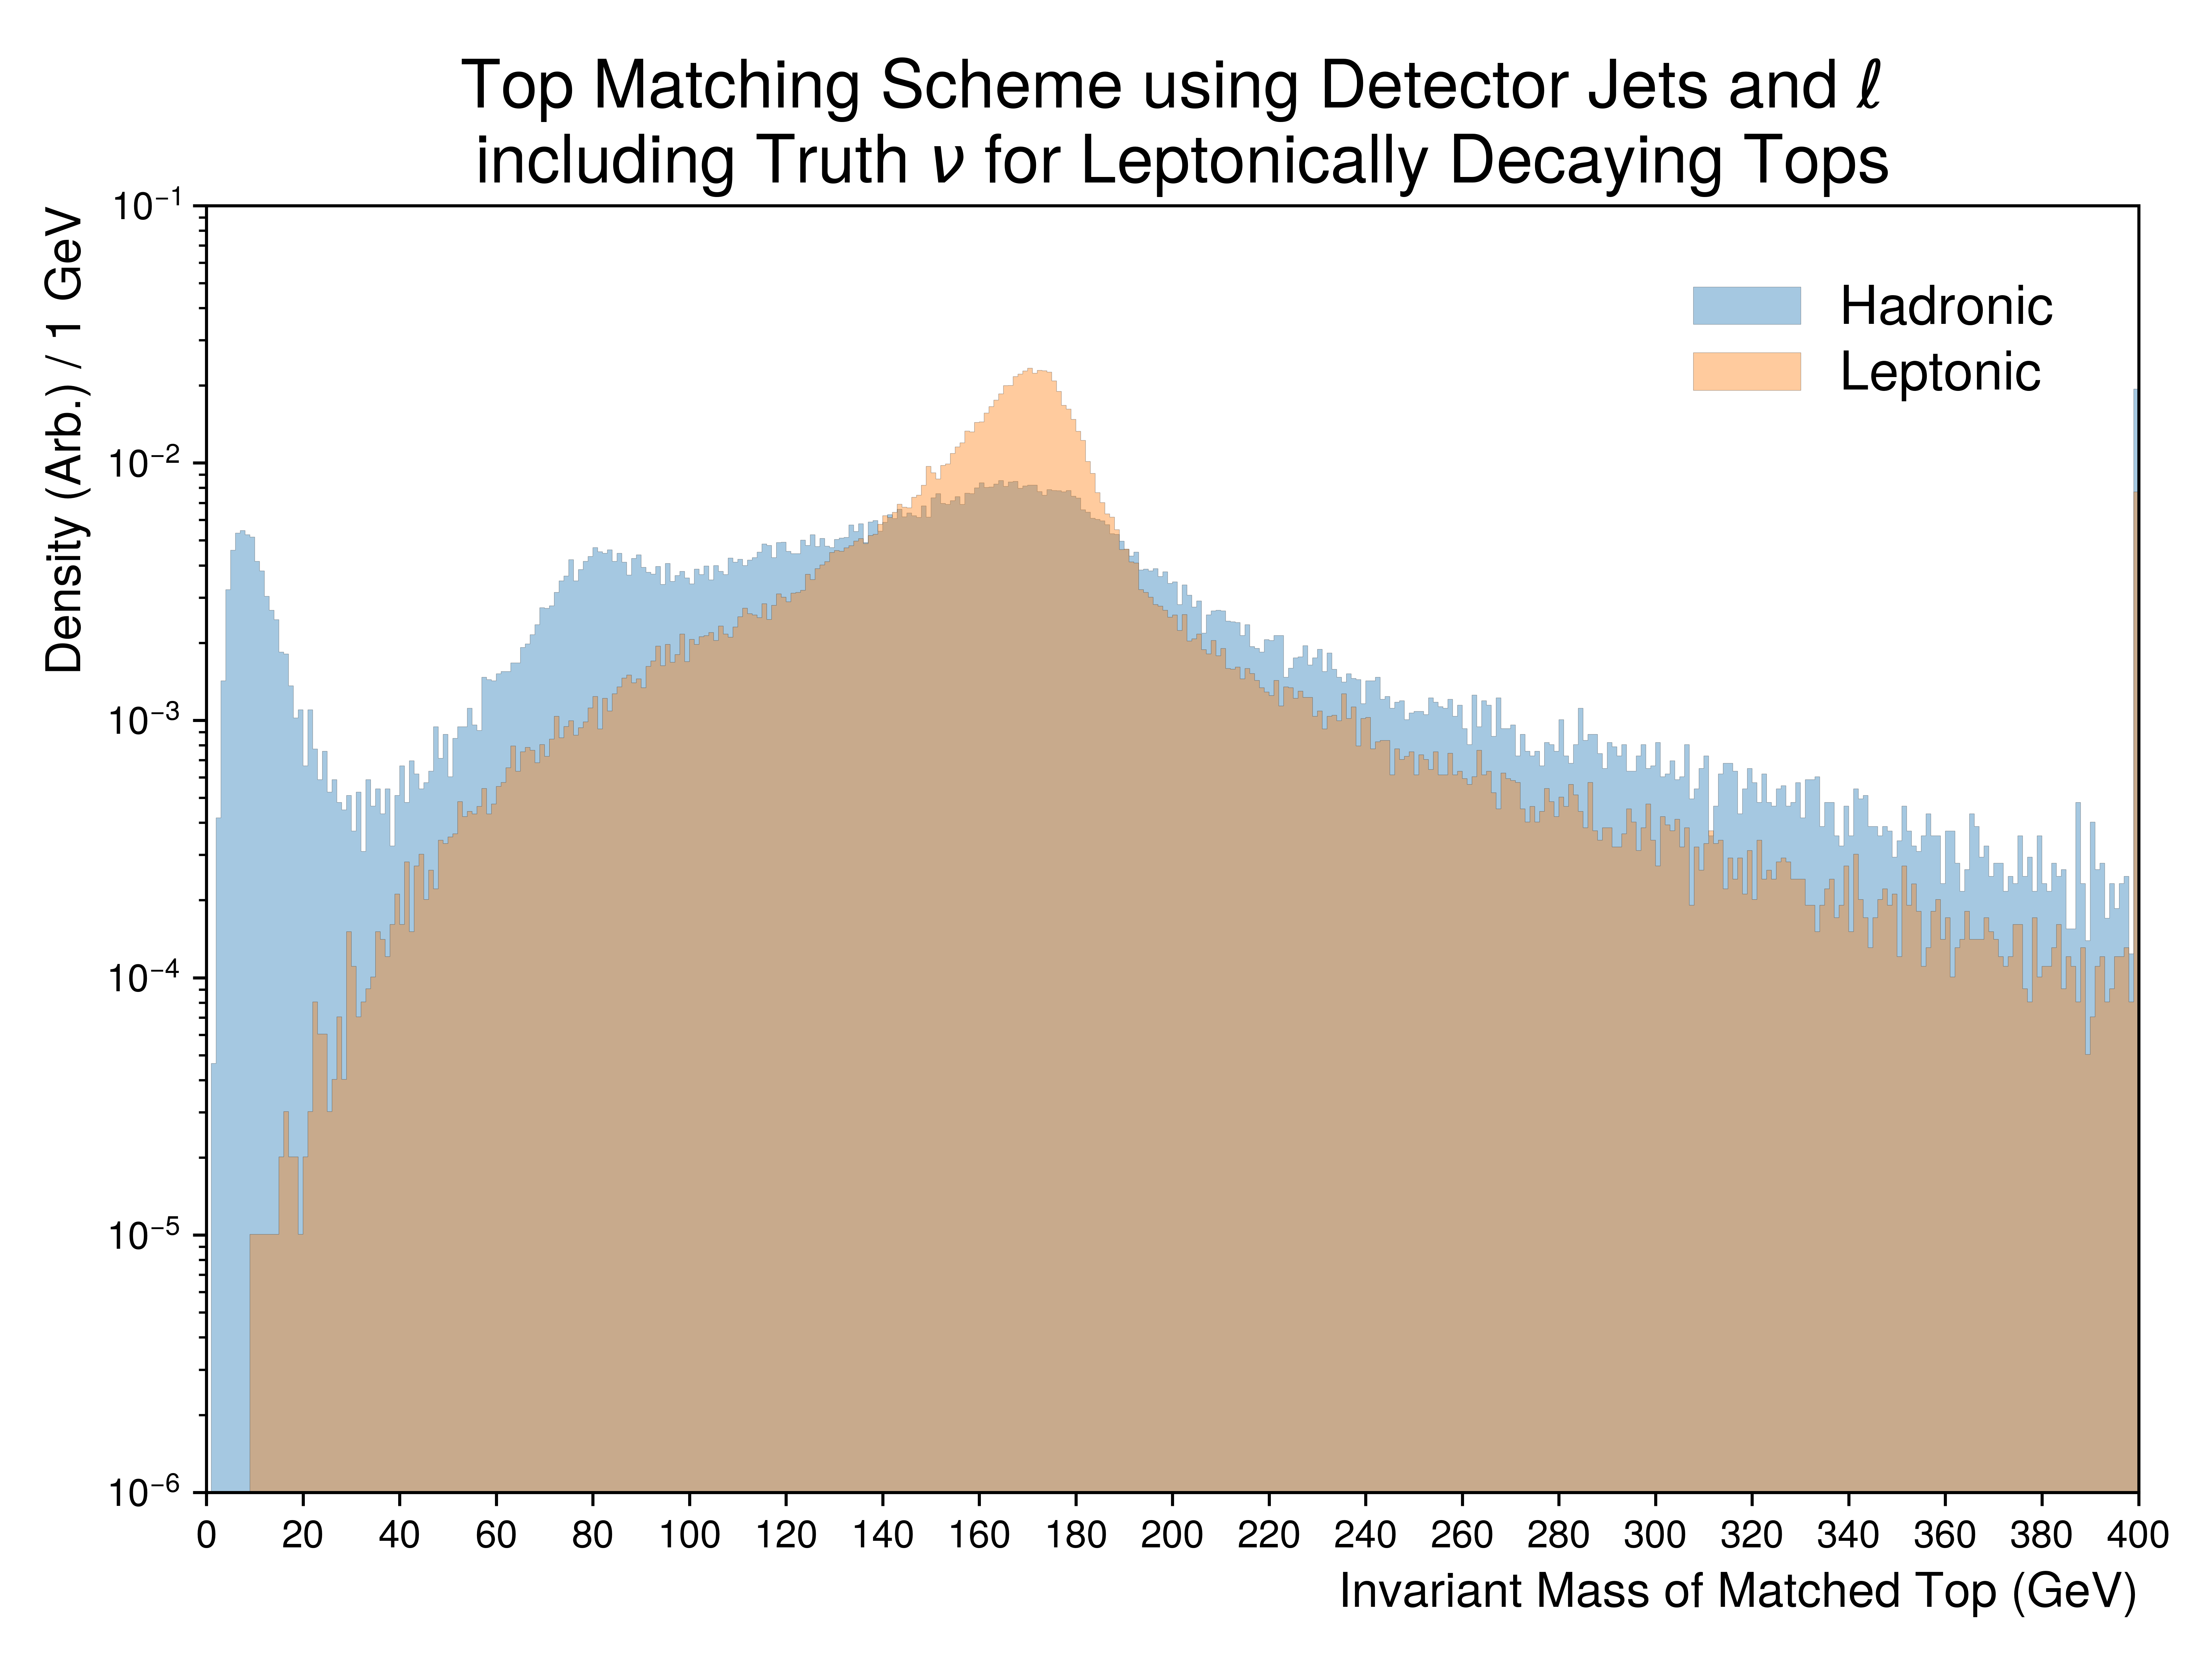 Top Matching Scheme using Detector Jets and ℓ
including Truth ν for Leptonically Decaying Tops
Density (Arb.) / 1 GeV
10⁻¹
10⁻²
10⁻³
10⁻⁴
10⁻⁵
10⁻⁶
Hadronic
Leptonic
0 20 40 60 80 100 120 140 160 180 200 220 240 260 280 300 320 340 360 380 400
Invariant Mass of Matched Top (GeV)